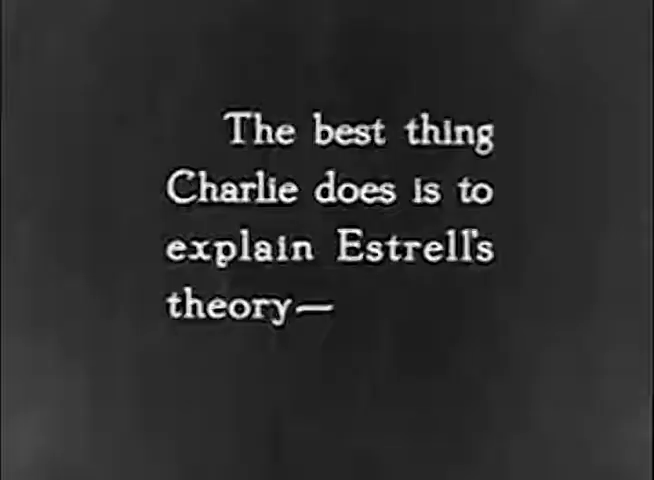 The best thing
Charlie does is to
explain Estrell's
theory—